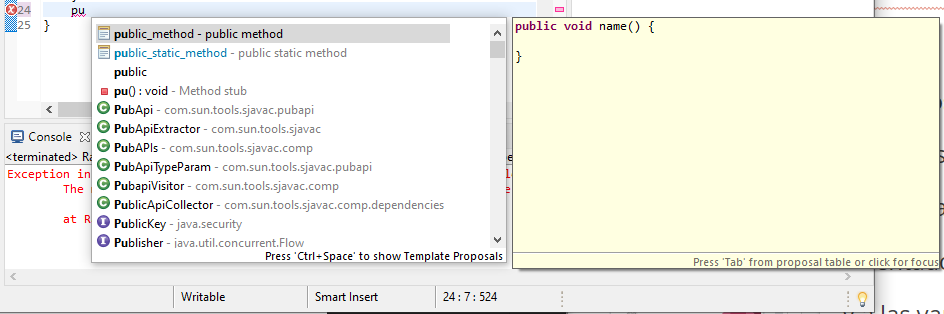 24 pu
25 }
public_method - public method
public_static_method - public static method
public
pu() : void - Method stub
PubApi - com.sun.tools.sjavac.pubapi
PubApiExtractor - com.sun.tools.sjavac
PubAPIs - com.sun.tools.sjavac.comp
PubApiTypeParam - com.sun.tools.sjavac.pubapi
PubapiVisitor - com.sun.tools.sjavac.comp
PublicApiCollector - com.sun.tools.sjavac.comp.dependencies
PublicKey - java.security
Publisher - java.util.concurrent.Flow
Press 'Ctrl+Space' to show Template Proposals
public void name() {
}
Press 'Tab' from proposal table or click for focus
Console
<terminated> Ra
Exception in
The
at R
Writable
Smart Insert
24 : 7 : 524
las va